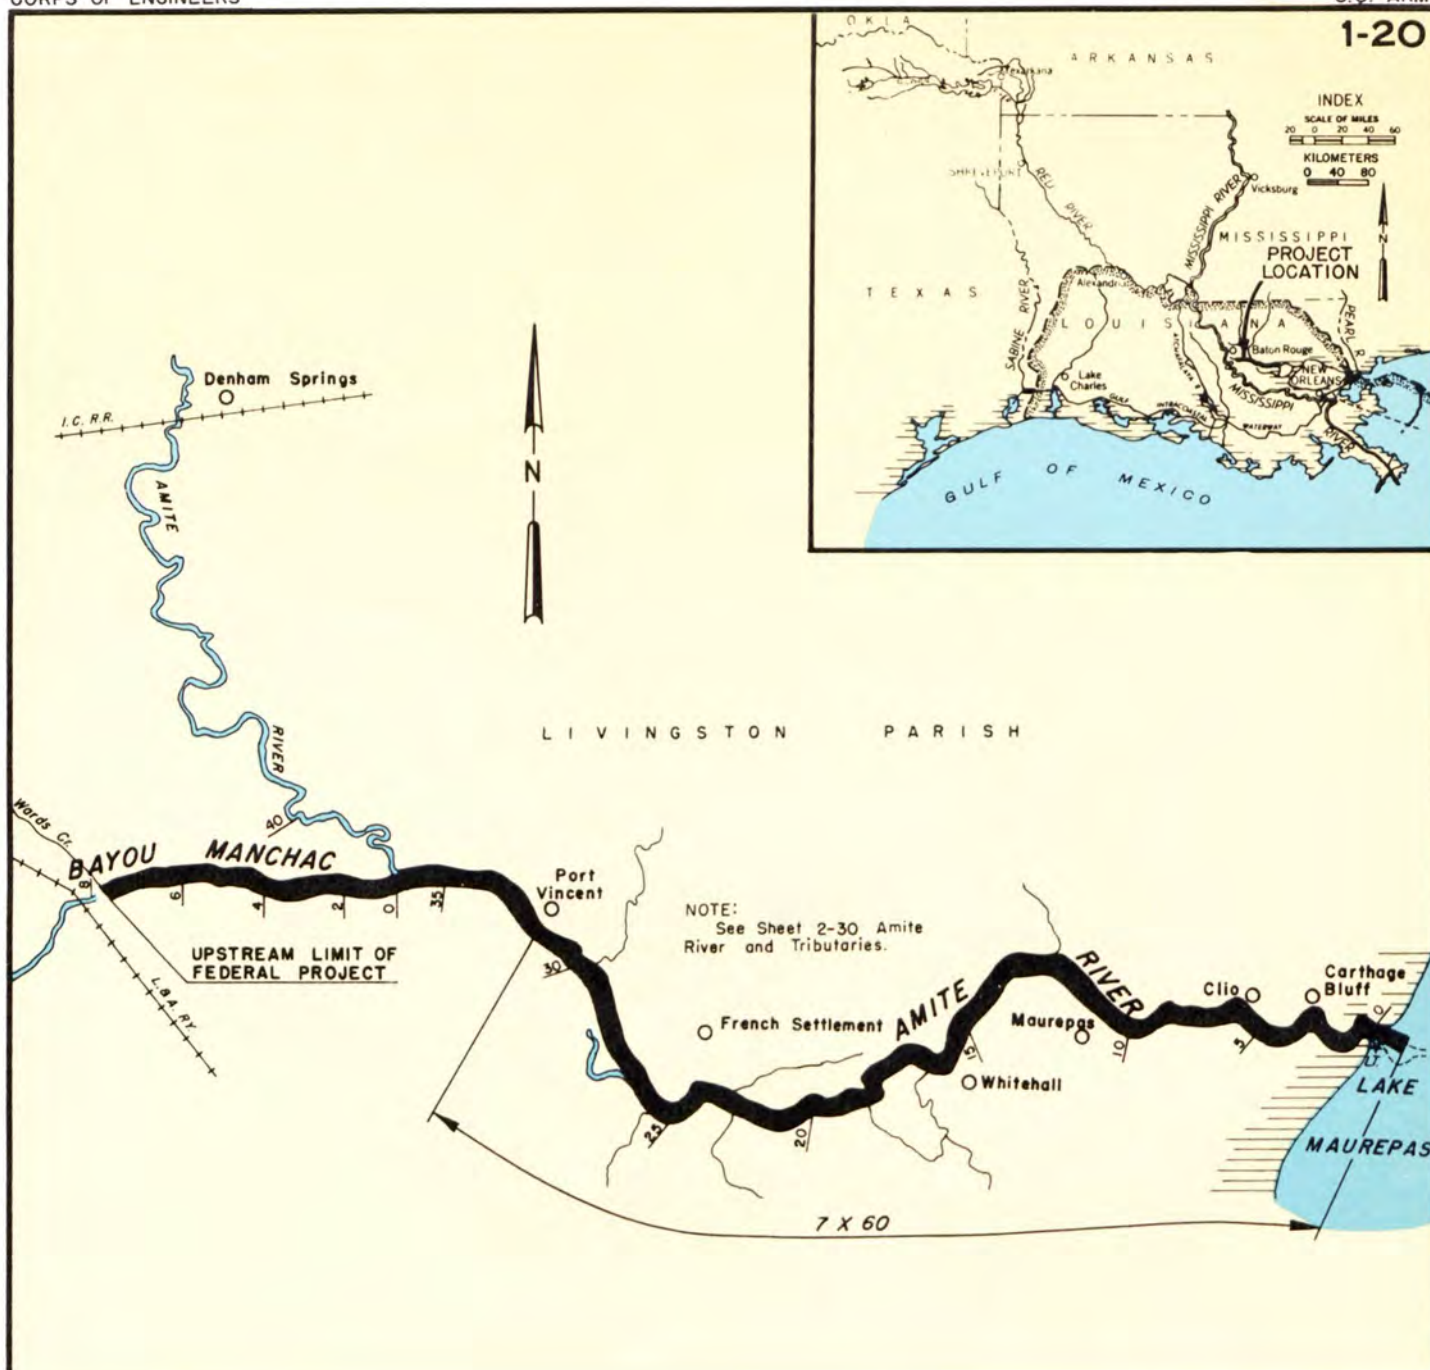 CORPS OF ENGINEERS
1-20
OKLA
ARKANSAS
Texarkana
INDEX
SCALE OF MILES
20 0 20 40 60
KILOMETERS
0 40 80
SHREVEPORT
RED
RIVER
MISSISSIPPI RIVER
Vicksburg
N
MISSISSIPPI
PROJECT
LOCATION
TEXAS
SABINE RIVER
LOUISIANA
PEARL R.
Baton Rouge
ATCHAFALAYA R
Lake
Charles
NEW
ORLEANS
GULF
INTRACOASTAL
WATERWAY
MISSISSIPPI
RIVER
GULF OF MEXICO
Denham Springs
I.C. R.R.
N
AMITE
RIVER
LIVINGSTON PARISH
40
BAYOU MANCHAC
8
6
4
2
0
35
Port
Vincent
UPSTREAM LIMIT OF
FEDERAL PROJECT
L.&A. RY.
30
NOTE:
See Sheet 2-30 Amite
River and Tributaries.
French Settlement
AMITE
RIVER
Maurepas
Clio
Carthage
Bluff
15
10
5
0
Whitehall
25
20
LAKE
MAUREPAS
7 X 60